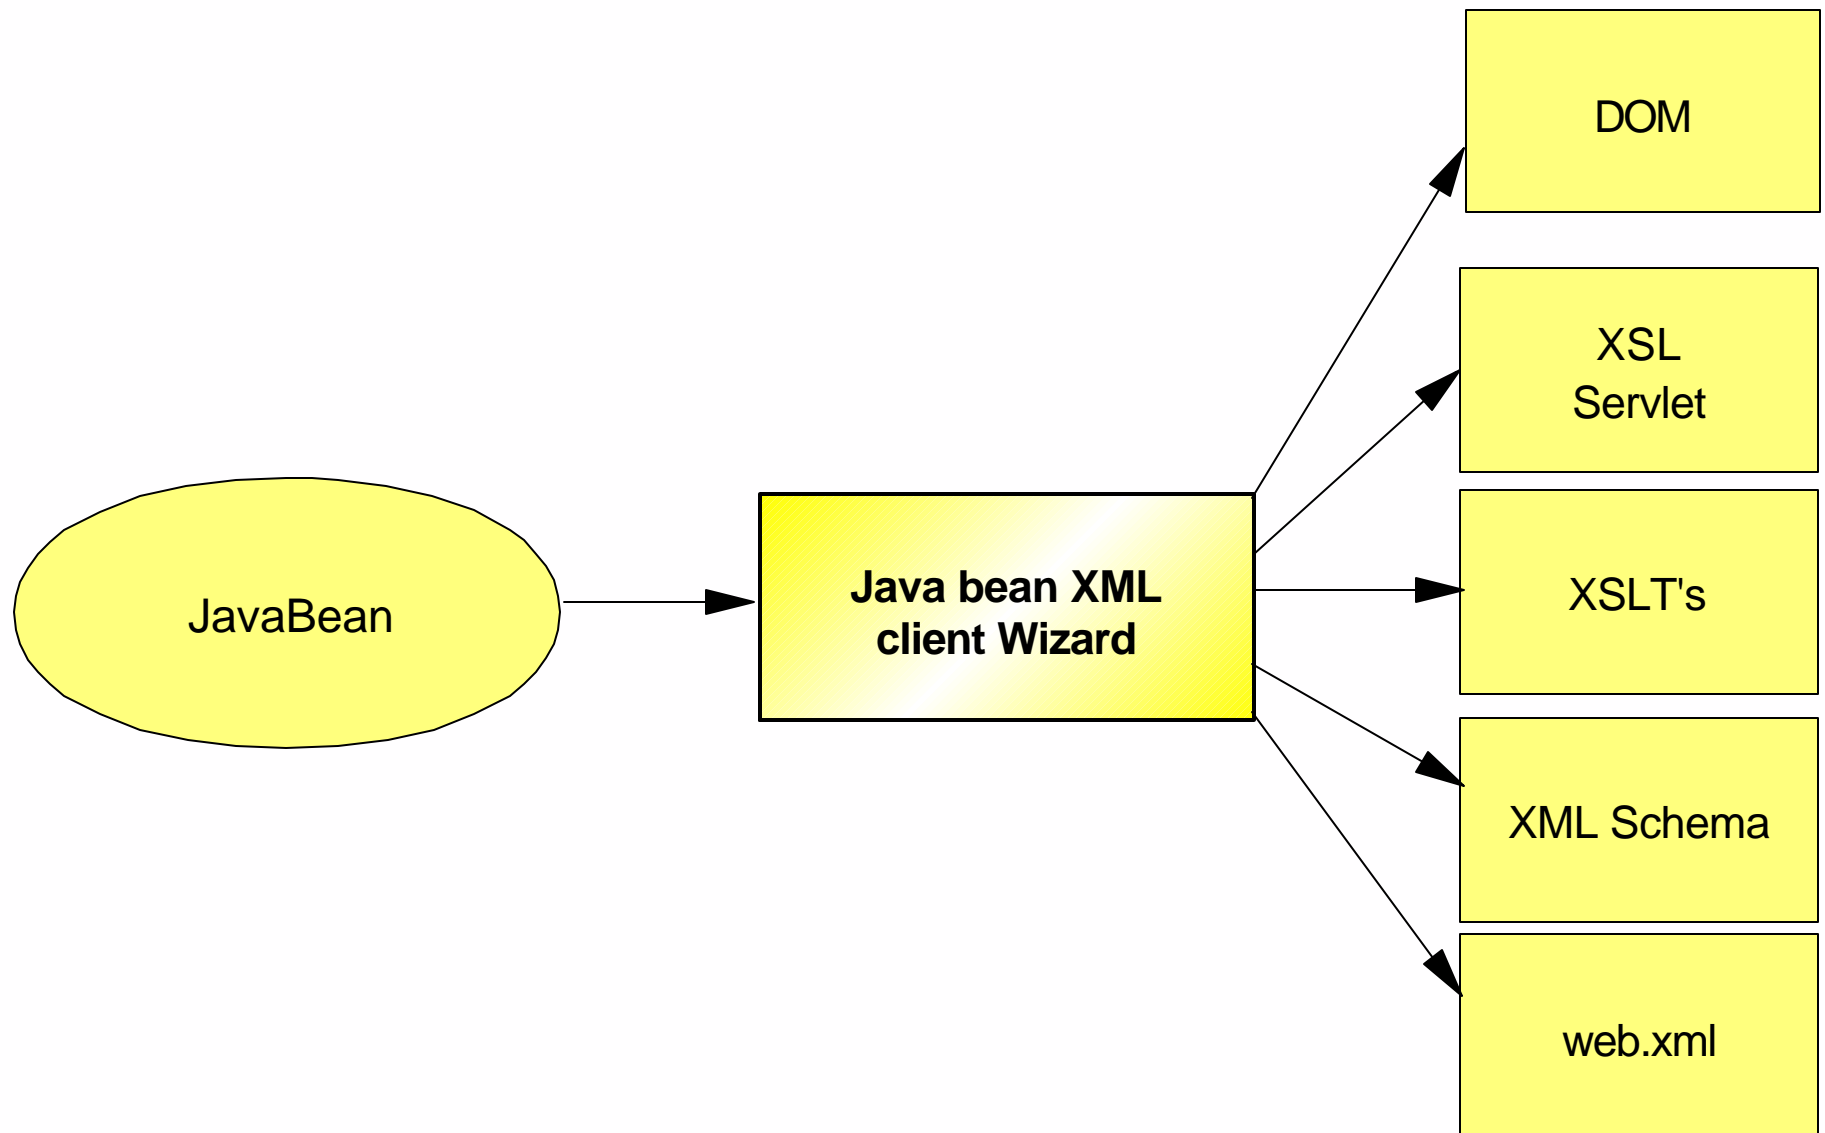 DOM
XSL
Servlet
JavaBean
Java bean XML
client Wizard
XSLT's
XML Schema
web.xml